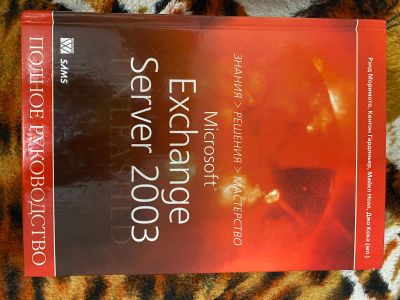 Рэнд Моримото, Кентон Гардиньер, Майкл Ноэл, Джо Кока (мл.)
ЗНАНИЯ > РЕШЕНИЯ > МАСТЕРСТВО
Microsoft®
Exchange
Server 2003
UNLEASHED
SAMS
ПОЛНОЕ РУКОВОДСТВО